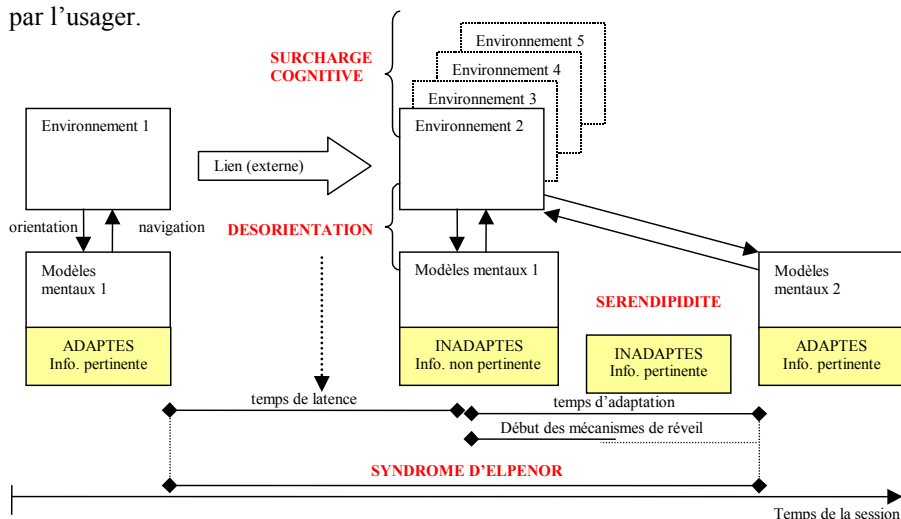 par l’usager.
SURCHARGE
COGNITIVE
Environnement 5
Environnement 4
Environnement 3
Environnement 1
Environnement 2
Lien (externe)
orientation
navigation
DESORIENTATION
Modèles
mentaux 1
Modèles mentaux 1
Modèles mentaux
2
SERENDIPIDITE
ADAPTES
Info. pertinente
INADAPTES
Info. non pertinente
INADAPTES
Info. pertinente
ADAPTES
Info. pertinente
temps de latence
temps d’adaptation
Début des mécanismes de réveil
SYNDROME D’ELPENOR
Temps de la session